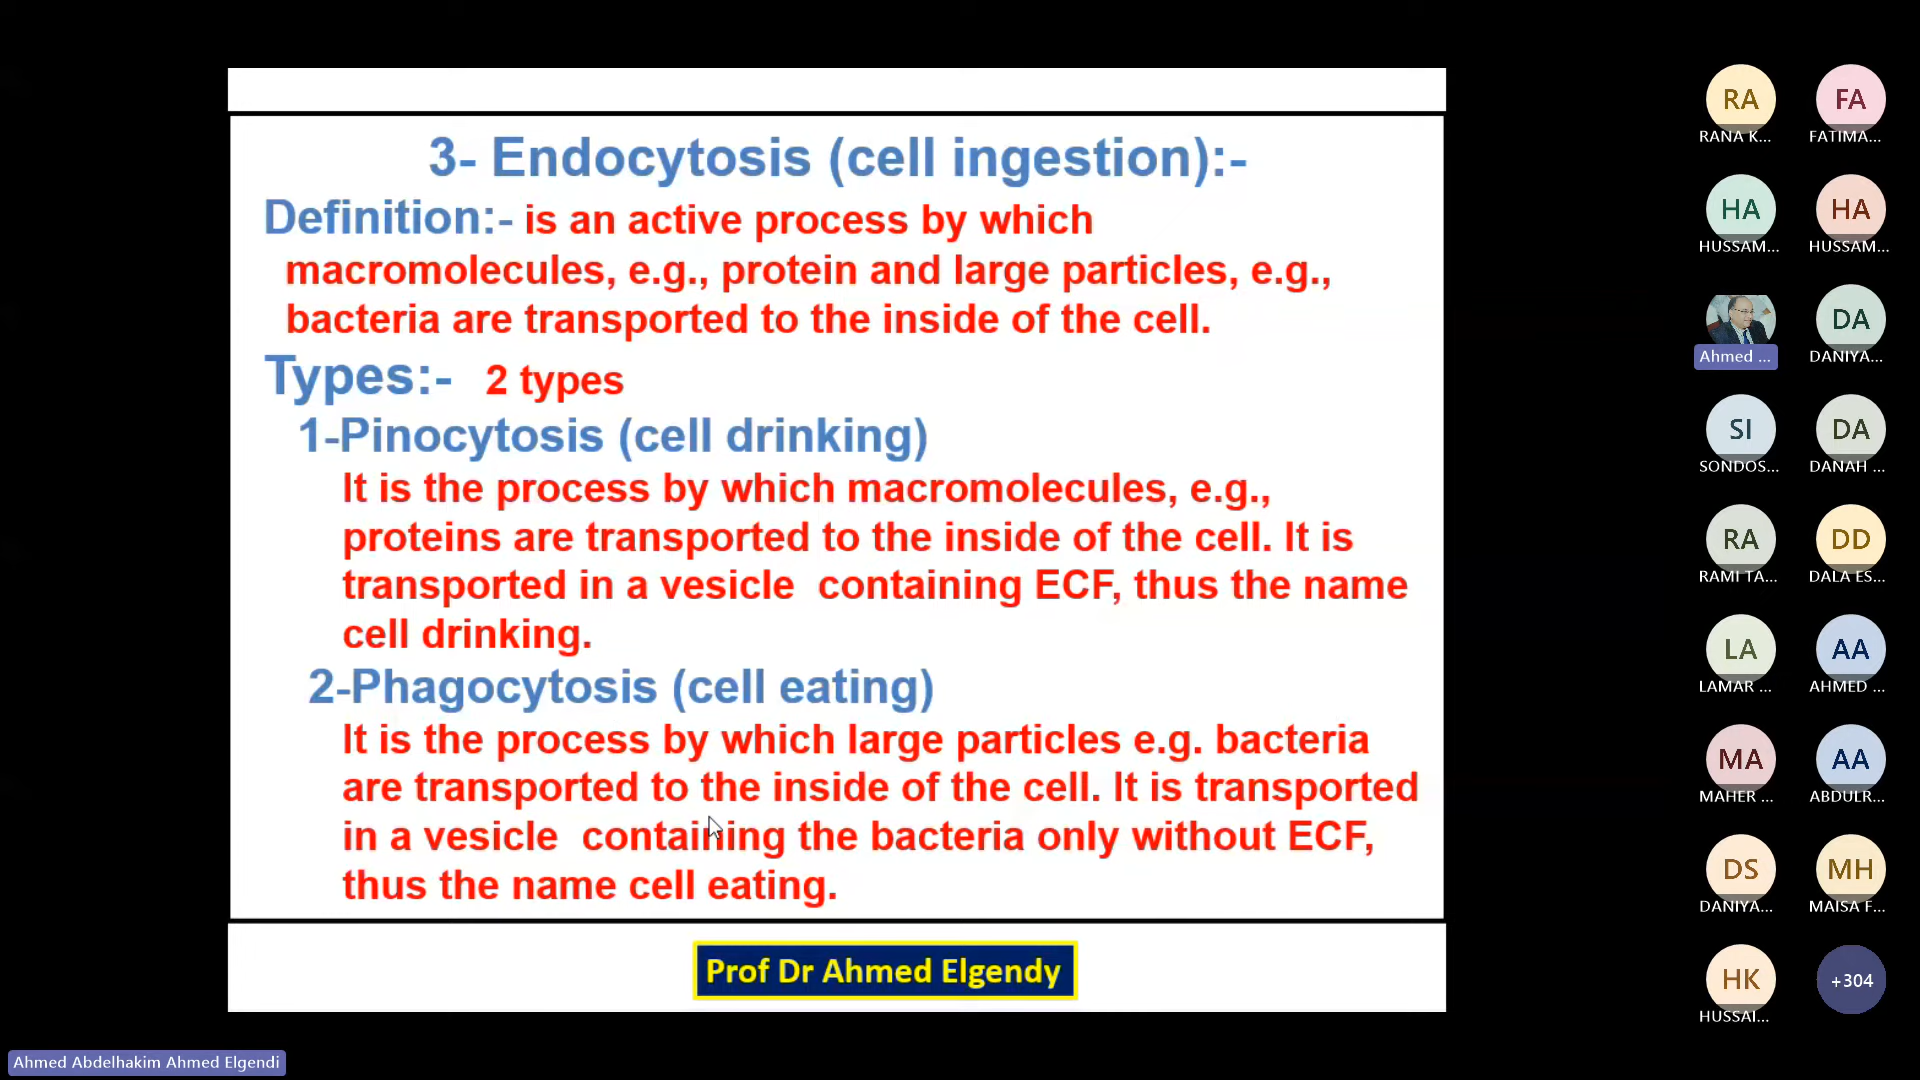 3- Endocytosis (cell ingestion):-
Definition:- is an active process by which
macromolecules, e.g., protein and large particles, e.g.,
bacteria are transported to the inside of the cell.
Types:- 2 types
1-Pinocytosis (cell drinking)
It is the process by which macromolecules, e.g.,
proteins are transported to the inside of the cell. It is
transported in a vesicle containing ECF, thus the name
cell drinking.
2-Phagocytosis (cell eating)
It is the process by which large particles e.g. bacteria
are transported to the inside of the cell. It is transported
in a vesicle containing the bacteria only without ECF,
thus the name cell eating.
Prof Dr Ahmed Elgendy
Ahmed Abdelhakim Ahmed Elgendi
RA FA
RANA K... FATIMA...
HA HA
HUSSAM... HUSSAM...
DA
Ahmed ... DANIYA...
SI DA
SONDOS... DANAH ...
RA DD
RAMI TA... DALA ES...
LA AA
LAMAR ... AHMED ...
MA AA
MAHER ... ABDULR...
DS MH
DANIYA... MAISA F...
HK +304
HUSSAI...